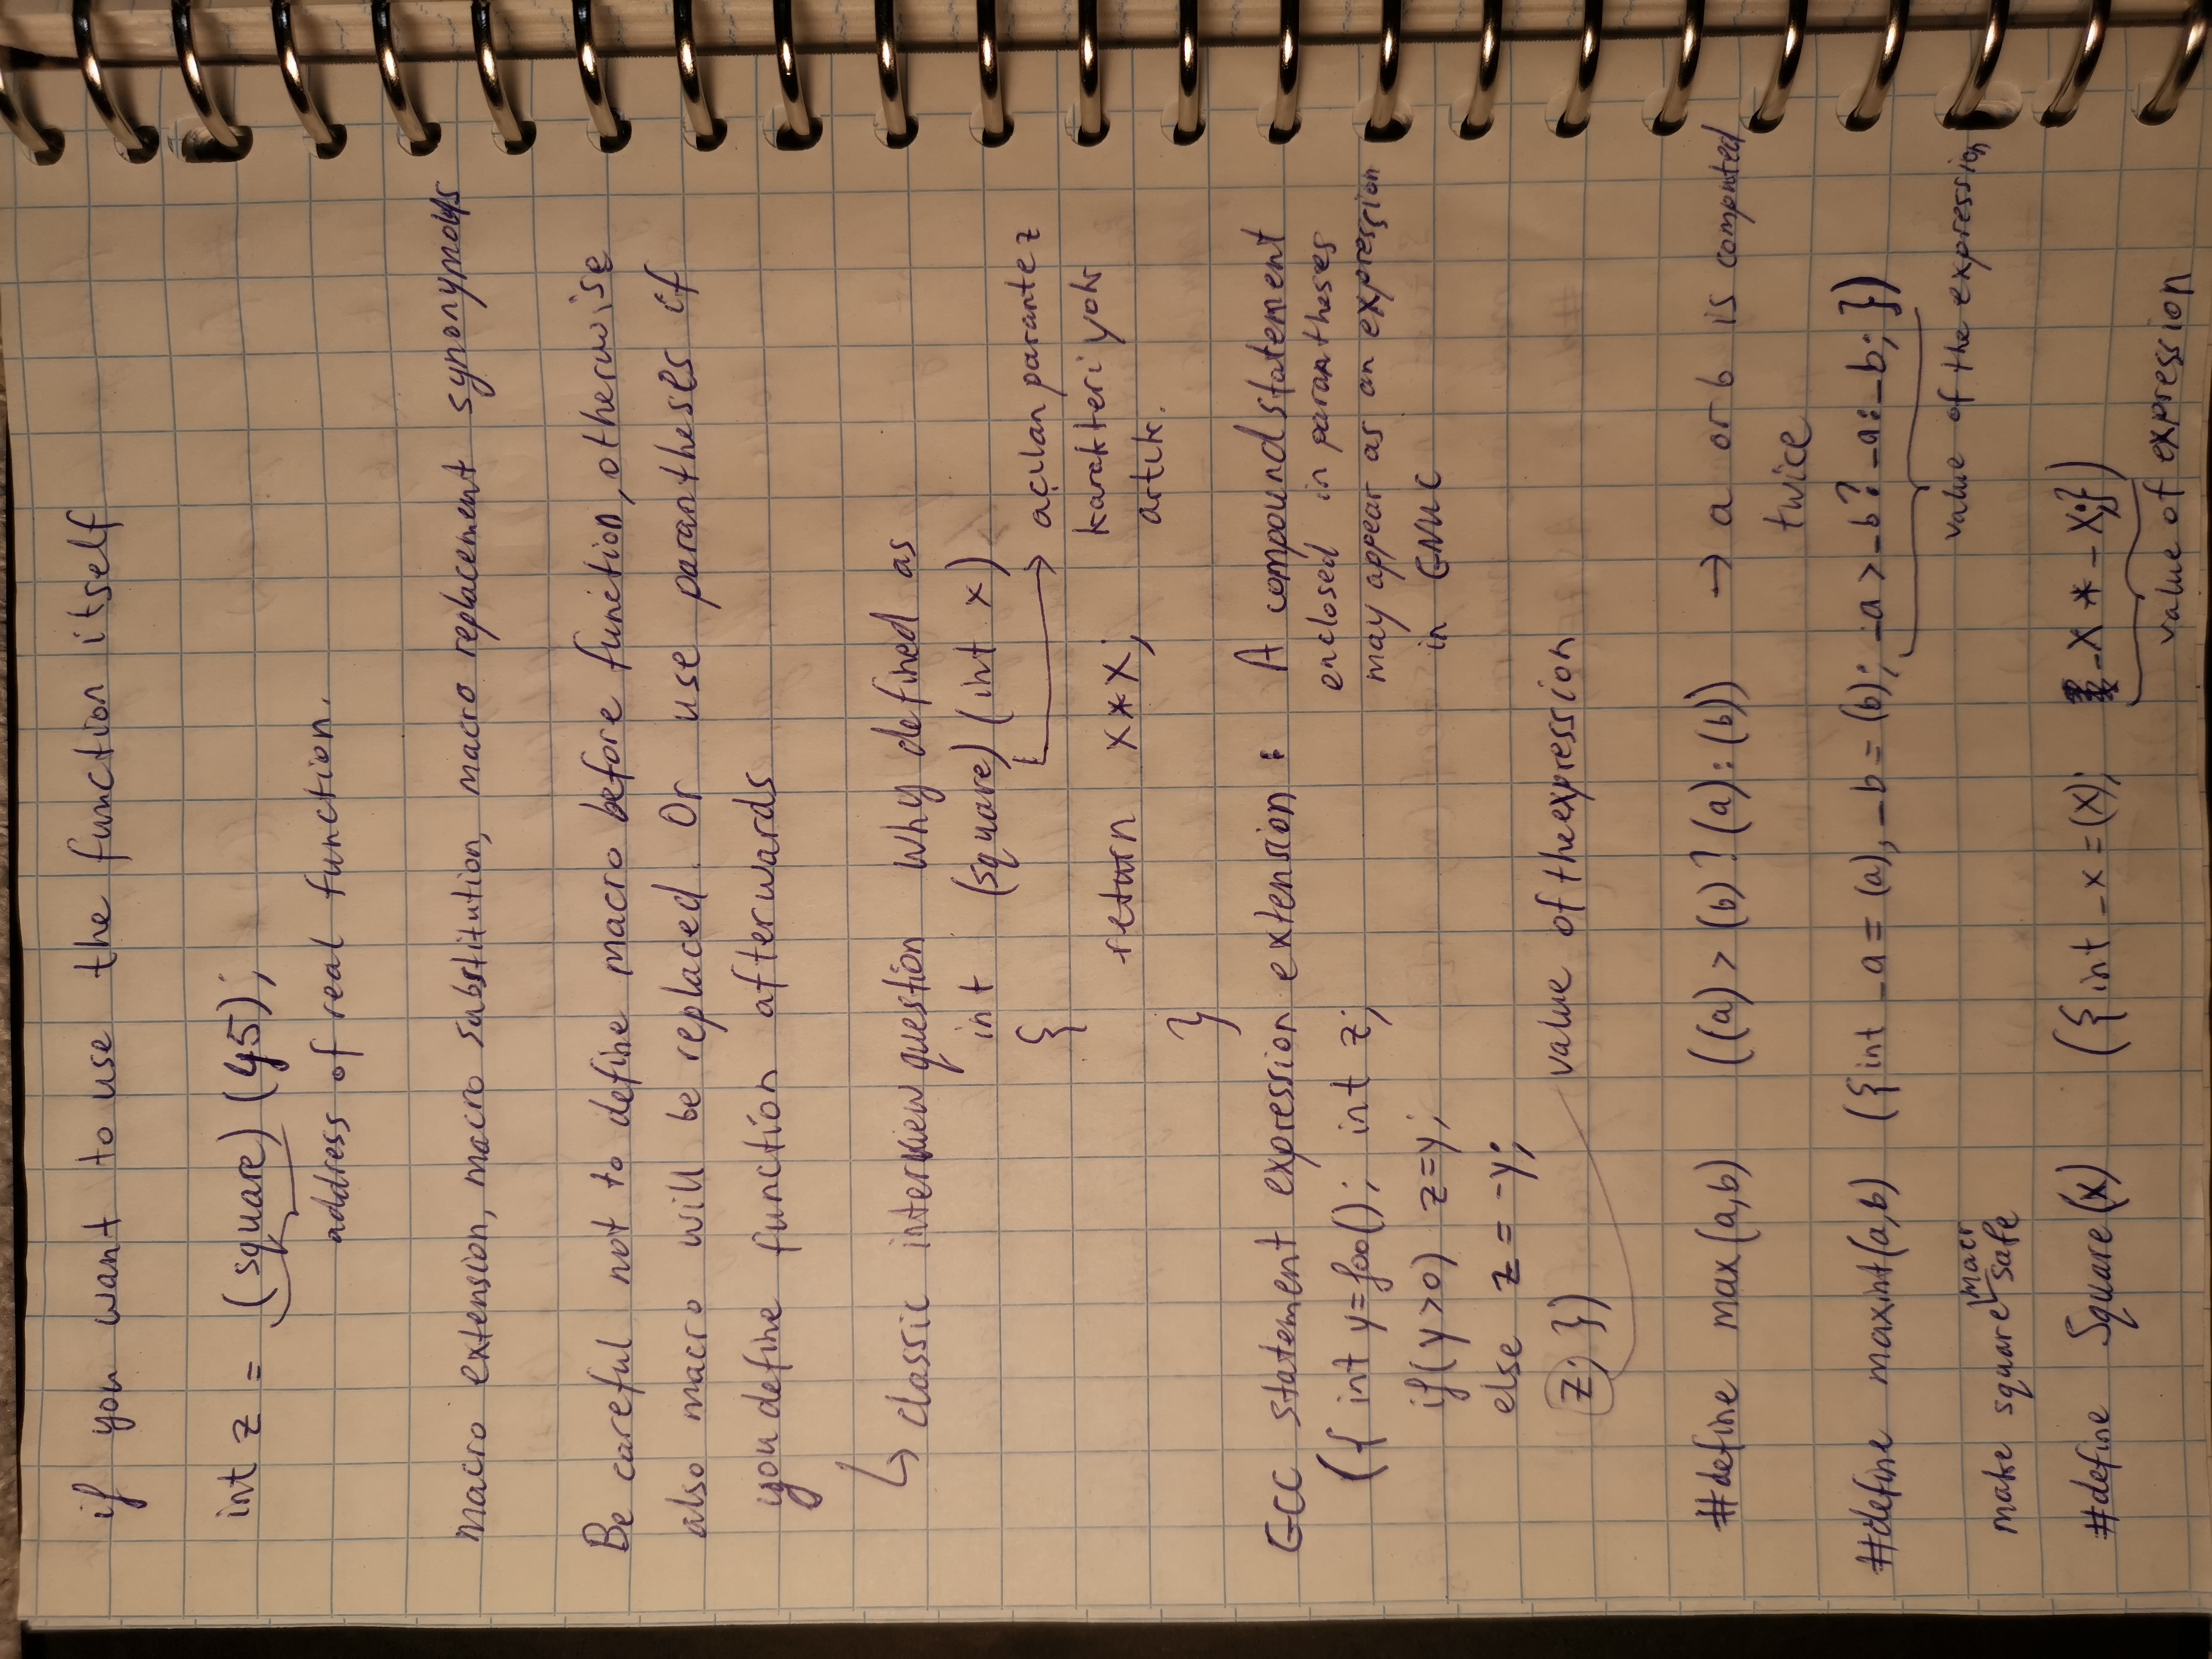 if you want to use the function itself
int z = (square) (y5);
address of real function.
macro extension, macro substitution, macro replacement synonymous
Be careful not to define macro before function, otherwise
also macro will be replaced. Or use parantheses if
you define function afterwards
↳ classic interview question Why defined as
int (square) (int x)
{
→ açılan parantez
karakteri yok
artık.
return x*x;
}
GCC statement expression extension : A compound statement
enclosed in parantheses
may appear as an expression
in GNU C
({ int y=foo(); int z;
if(y>0) z=y;
else z = -y;
z; })
value of the expression
#define max(a,b) ((a) > (b) ? (a) : (b)) → a or b is computed
twice
#define maxint(a,b) ({int _a = (a), _b = (b); _a > _b ? _a : _b; })
value of the expression
make square macr safe
#define Square(x) ({int _x = (x); _x * _x;})
value of expression